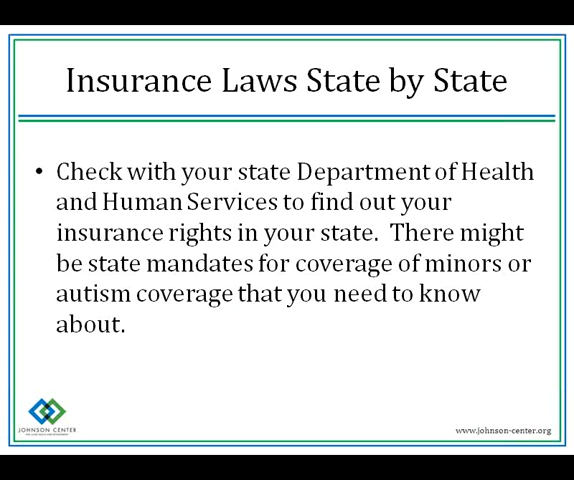 Insurance Laws State by State
• Check with your state Department of Health
and Human Services to find out your
insurance rights in your state.  There might
be state mandates for coverage of minors or
autism coverage that you need to know
about.
JOHNSON CENTER
www.johnson-center.org